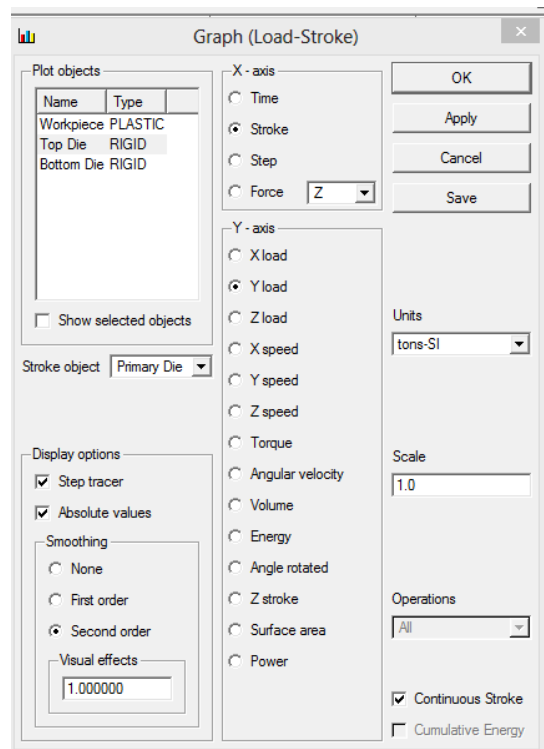 Graph (Load-Stroke)
Plot objects
Name Type
Workpiece PLASTIC
Top Die RIGID
Bottom Die RIGID
Show selected objects
Stroke object Primary Die
Display options
Step tracer
Absolute values
Smoothing
None
First order
Second order
Visual effects
1.000000
X - axis
Time
Stroke
Step
Force Z
Y - axis
X load
Y load
Z load
X speed
Y speed
Z speed
Torque
Angular velocity
Volume
Energy
Angle rotated
Z stroke
Surface area
Power
OK
Apply
Cancel
Save
Units
tons-SI
Scale
1.0
Operations
All
Continuous Stroke
Cumulative Energy